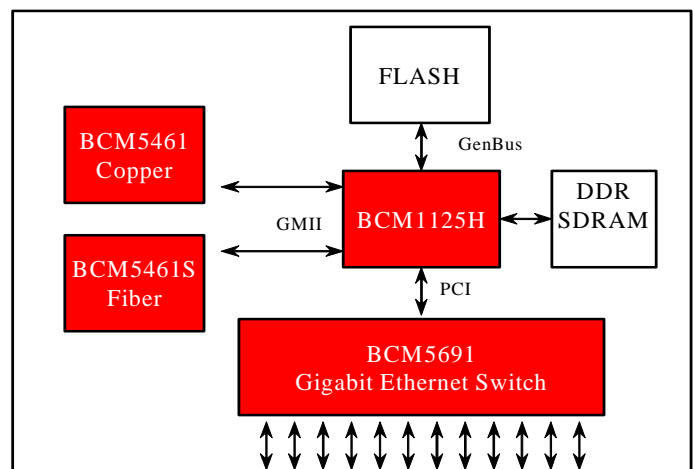 FLASH
GenBus
BCM5461
Copper
BCM1125H
DDR
SDRAM
GMII
BCM5461S
Fiber
PCI
BCM5691
Gigabit Ethernet Switch